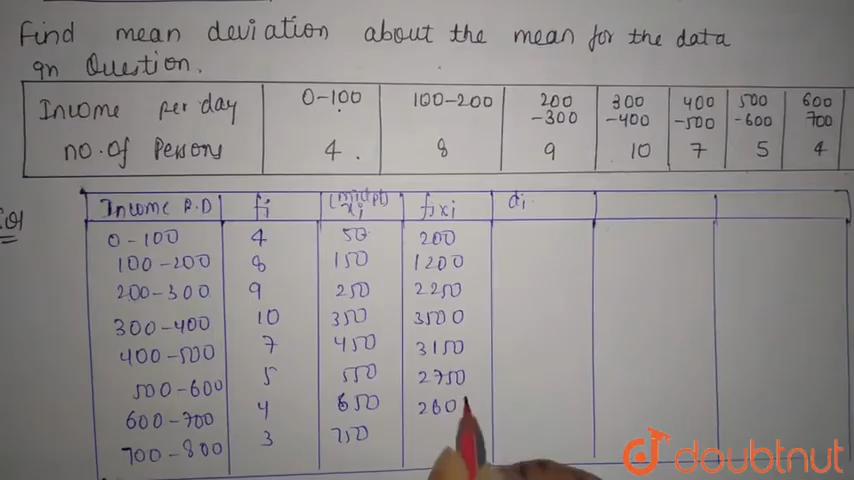 Find mean deviation about the mean for the data
In Question.
Income per day 0-100 100-200 200-300 300-400 400-500 500-600 600 700
no.of Persons 4 8 9 10 7 5 4
Sol
Income P.D fi (midpt) xi fixi di
0-100 4 50 200
100-200 8 150 1200
200-300 9 250 2250
300-400 10 350 3500
400-500 7 450 3150
500-600 5 550 2750
600-700 4 650 260
700-800 3 750
doubtnut